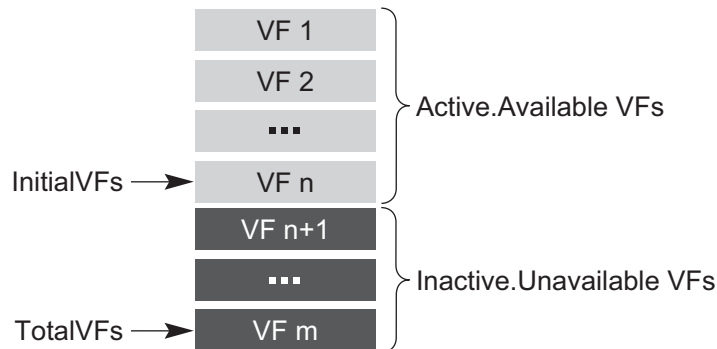 VF 1
VF 2
...
Active.Available VFs
InitialVFs
VF n
VF n+1
...
Inactive.Unavailable VFs
TotalVFs
VF m